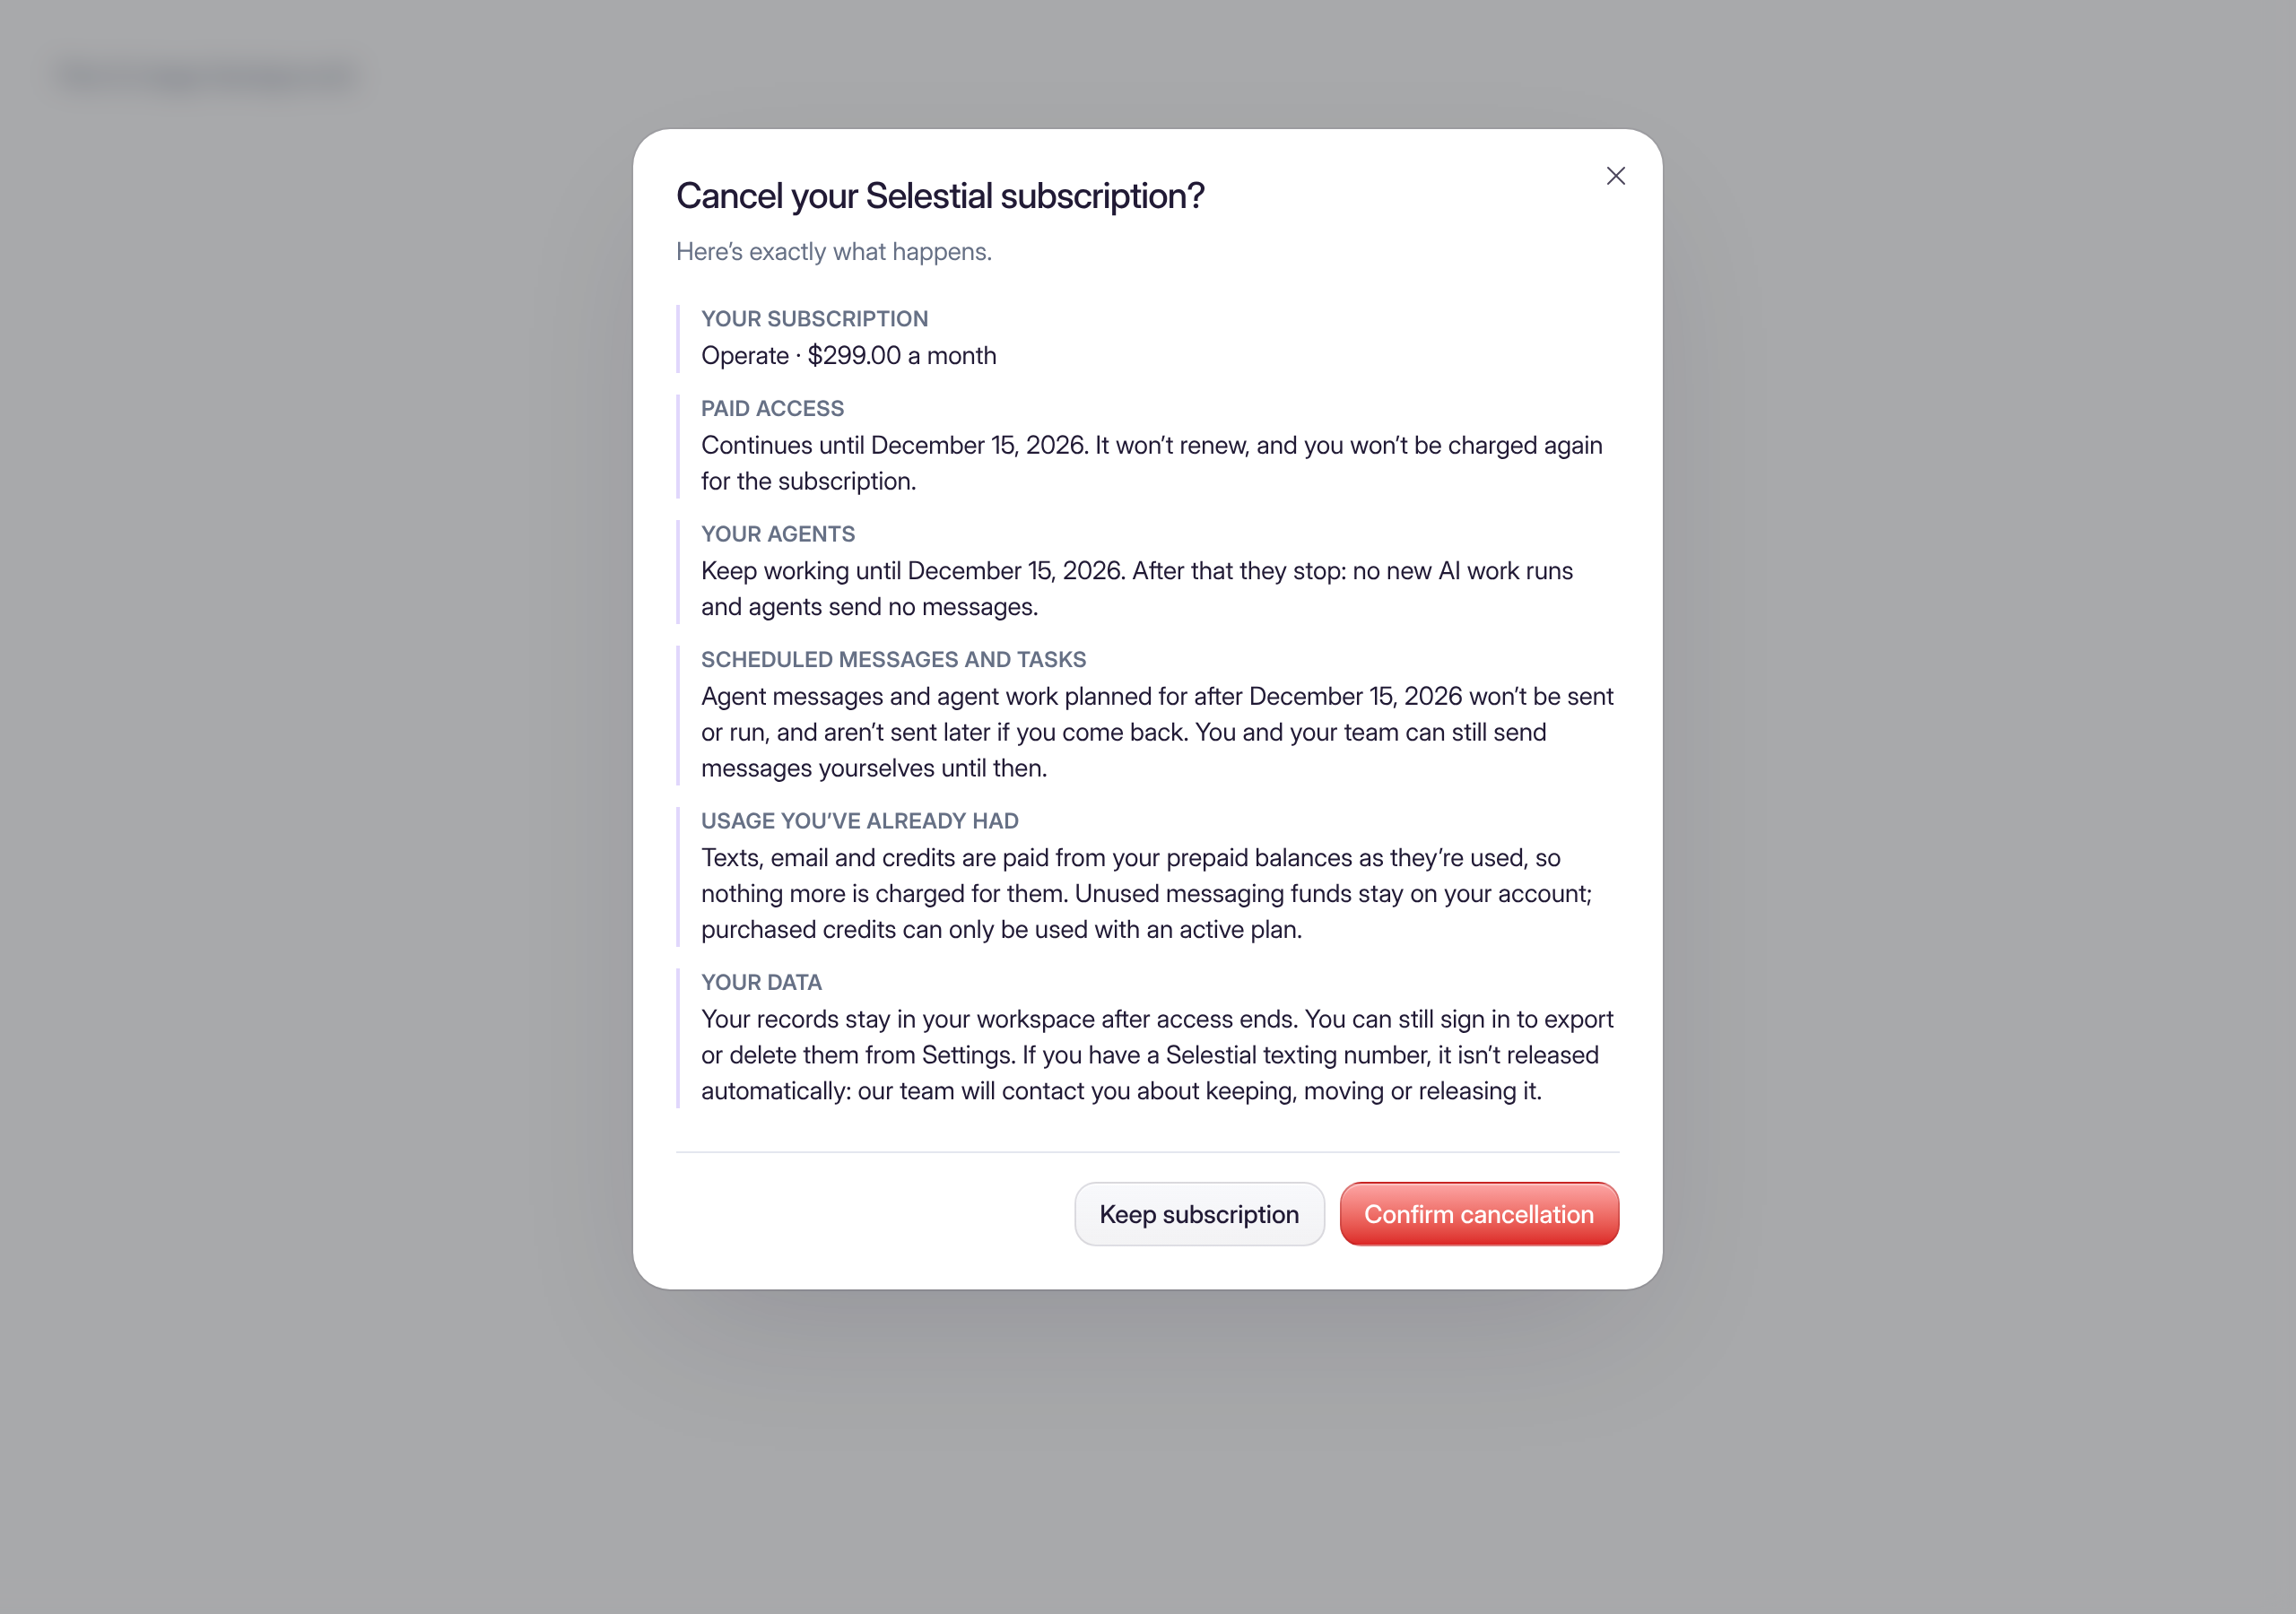 Cancel your Selestial subscription?
Here’s exactly what happens.
YOUR SUBSCRIPTION
Operate · $299.00 a month
PAID ACCESS
Continues until December 15, 2026. It won’t renew, and you won’t be charged again
for the subscription.
YOUR AGENTS
Keep working until December 15, 2026. After that they stop: no new AI work runs
and agents send no messages.
SCHEDULED MESSAGES AND TASKS
Agent messages and agent work planned for after December 15, 2026 won’t be sent
or run, and aren’t sent later if you come back. You and your team can still send
messages yourselves until then.
USAGE YOU’VE ALREADY HAD
Texts, email and credits are paid from your prepaid balances as they’re used, so
nothing more is charged for them. Unused messaging funds stay on your account;
purchased credits can only be used with an active plan.
YOUR DATA
Your records stay in your workspace after access ends. You can still sign in to export
or delete them from Settings. If you have a Selestial texting number, it isn’t released
automatically: our team will contact you about keeping, moving or releasing it.
Keep subscription
Confirm cancellation